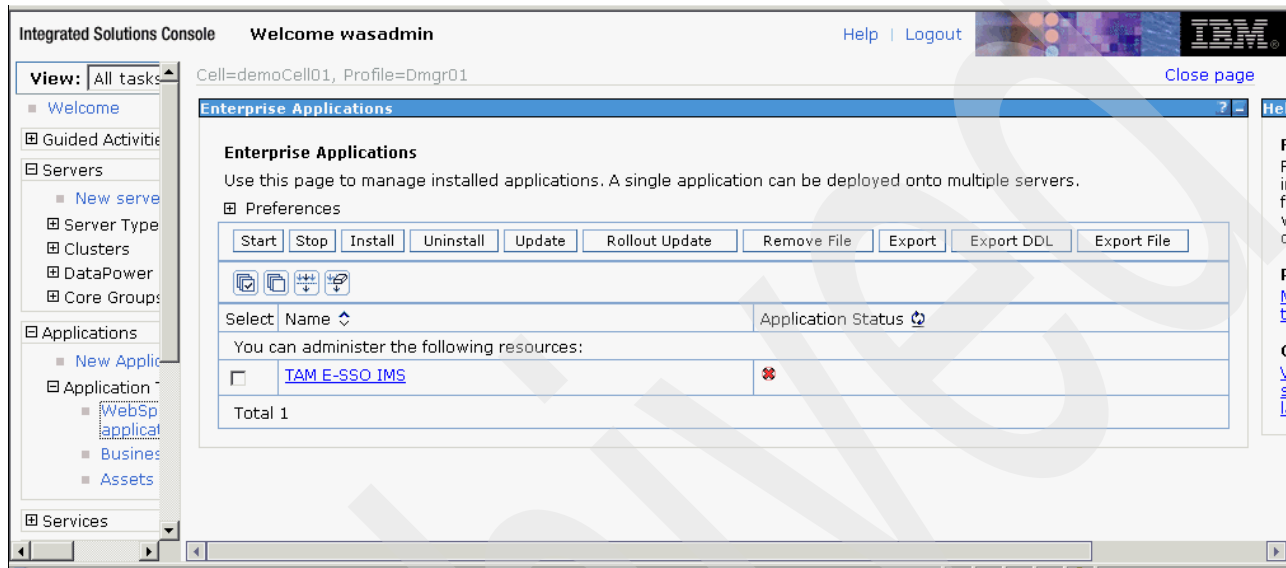 Integrated Solutions Console Welcome wasadmin Help | Logout IBM®
View: All tasks
Cell=demoCell01, Profile=Dmgr01 Close page
Welcome
Guided Activitie
Servers
New serve
Server Type
Clusters
DataPower
Core Groups
Applications
New Applic
Application T
WebSp
applicat
Busines
Assets
Services
Enterprise Applications ? -
Enterprise Applications
Use this page to manage installed applications. A single application can be deployed onto multiple servers.
Preferences
Start Stop Install Uninstall Update Rollout Update Remove File Export Export DDL Export File
Select Name Application Status
You can administer the following resources:
TAM E-SSO IMS
Total 1
He